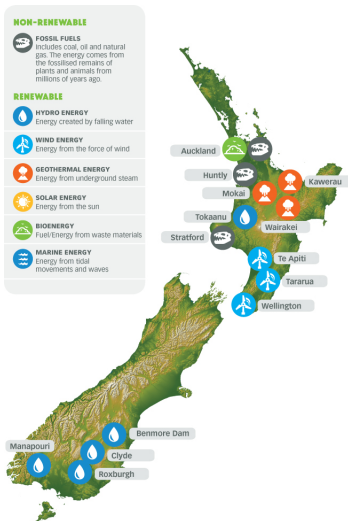 NON-RENEWABLE
FOSSIL FUELS
Includes coal, oil and natural
gas. The energy comes from
the fossilised remains of
plants and animals from
millions of years ago.
RENEWABLE
HYDRO ENERGY
Energy created by falling water
WIND ENERGY
Energy from the force of wind
GEOTHERMAL ENERGY
Energy from underground steam
SOLAR ENERGY
Energy from the sun
BIOENERGY
Fuel/Energy from waste materials
MARINE ENERGY
Energy from tidal
movements and waves
Auckland
Huntly
Kawerau
Mokai
Tokaanu
Wairakei
Stratford
Te Apiti
Tararua
Wellington
Benmore Dam
Manapouri
Clyde
Roxburgh